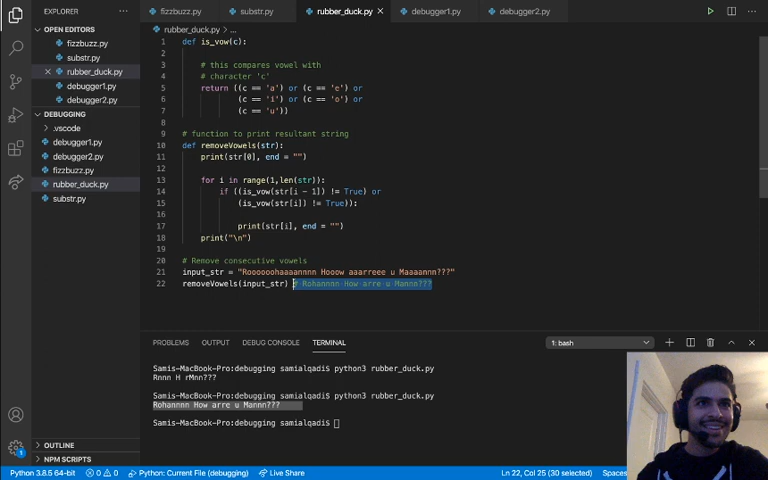 EXPLORER
fizzbuzz.py
substr.py
rubber_duck.py
debugger1.py
debugger2.py
OPEN EDITORS
fizzbuzz.py
substr.py
rubber_duck.py
debugger1.py
debugger2.py
DEBUGGING
.vscode
debugger1.py
debugger2.py
fizzbuzz.py
rubber_duck.py
substr.py
OUTLINE
NPM SCRIPTS
rubber_duck.py > ...
1 def is_vow(c):
2
3 # this compares vowel with
4 # character 'c'
5 return ((c == 'a') or (c == 'e') or
6 (c == 'i') or (c == 'o') or
7 (c == 'u'))
8
9 # function to print resultant string
10 def removeVowels(str):
11 print(str[0], end = "")
12
13 for i in range(1,len(str)):
14 if ((is_vow(str[i - 1]) != True) or
15 (is_vow(str[i]) != True)):
16
17 print(str[i], end = "")
18 print("\n")
19
20 # Remove consecutive vowels
21 input_str = "Roooooohaaaannnn Hooow aaarreee u Maaaannn???"
22 removeVowels(input_str) # Rohannnn How arre u Mannn???
PROBLEMS OUTPUT DEBUG CONSOLE TERMINAL 1: bash
Samis-MacBook-Pro:debugging samialqadi$ python3 rubber_duck.py
Rnnn H rMnn???
Samis-MacBook-Pro:debugging samialqadi$ python3 rubber_duck.py
Rohannnn How arre u Mannn???
Samis-MacBook-Pro:debugging samialqadi$
1
Python 3.8.5 64-bit 0 0 Python: Current File (debugging) Live Share Ln 22, Col 25 (30 selected) Spaces